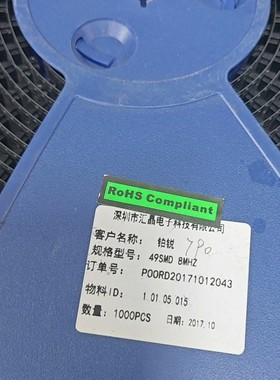 RoHS Compliant
深圳市汇晶电子科技有限公司
客户名称： 铂锐 790
规格型号： 49SMD 8MHZ
订单号： POORD20171012043
物料ID： 1.01.05.015
数量： 1000PCS 日期：2017.10